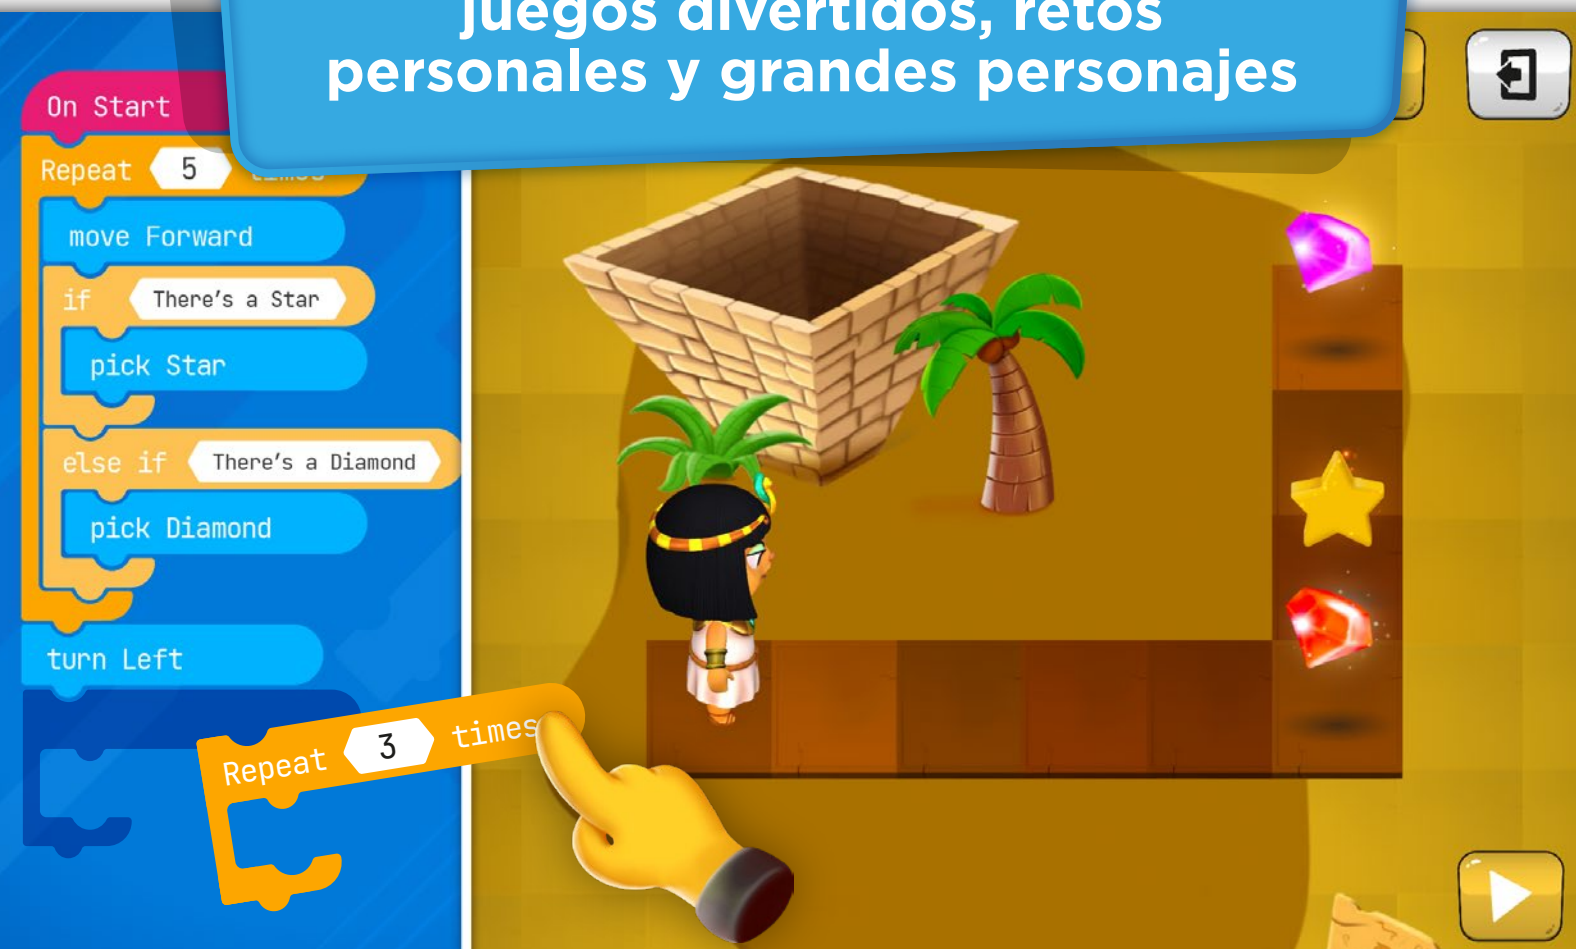 juegos divertidos, retos
personales y grandes personajes
On Start
Repeat 5 times
move Forward
if There's a Star
pick Star
else if There's a Diamond
pick Diamond
turn Left
Repeat 3 times